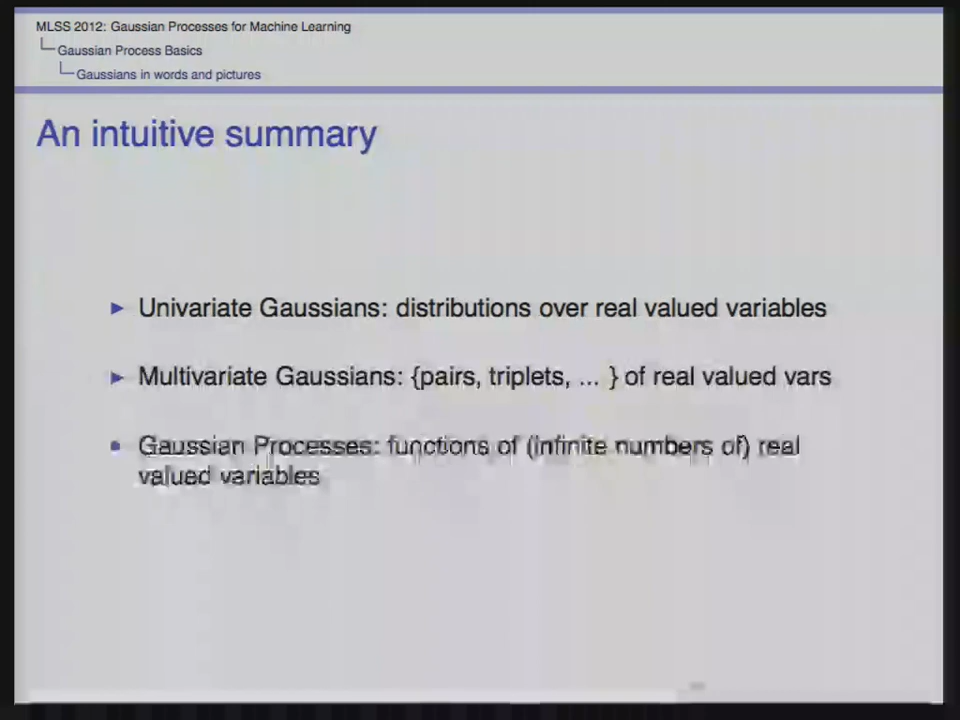 MLSS 2012: Gaussian Processes for Machine Learning
Gaussian Process Basics
Gaussians in words and pictures
An intuitive summary
Univariate Gaussians: distributions over real valued variables
Multivariate Gaussians: {pairs, triplets, ... } of real valued vars
Gaussian Processes: functions of (infinite numbers of) real
valued variables